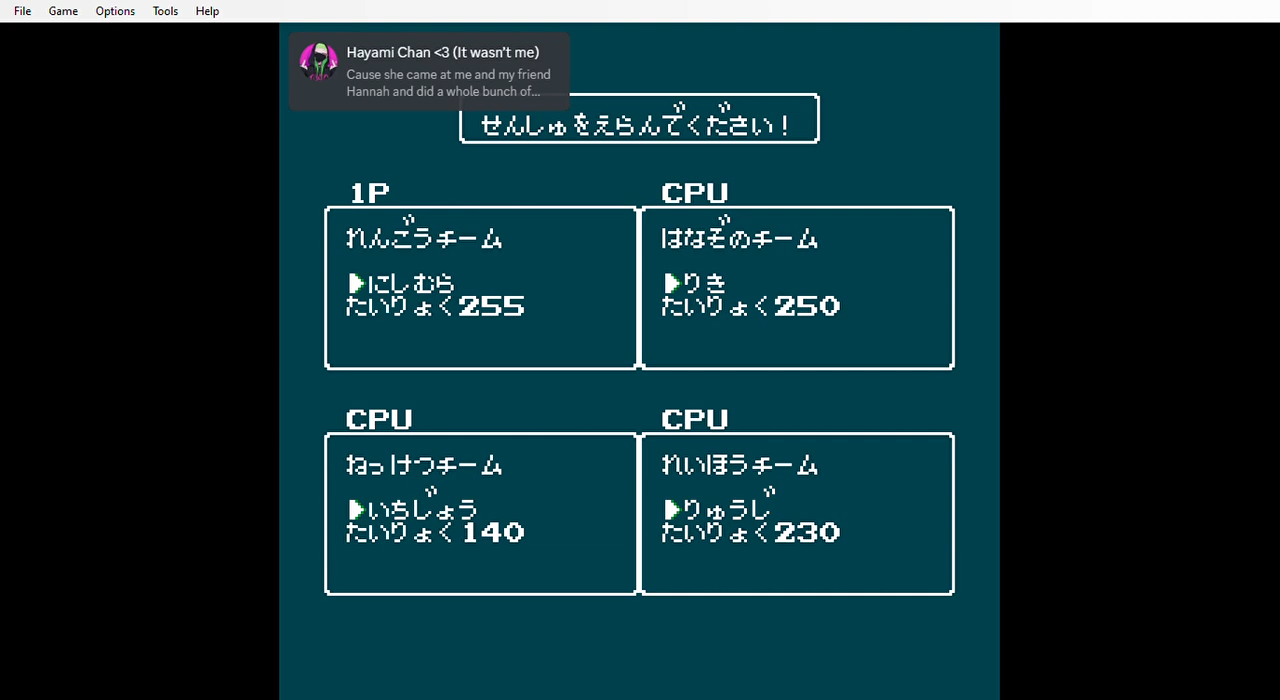 File Game Options Tools Help
Hayami Chan <3 (It wasn't me)
Cause she came at me and my friend
Hannah and did a whole bunch of...
せんしゅをえらんでください!
1P
れんごうチーム
にしむら
たいりょく255
CPU
はなぞのチーム
りき
たいりょく250
CPU
ねっけつチーム
いちじょう
たいりょく140
CPU
れいほうチーム
りゅうじ
たいりょく230